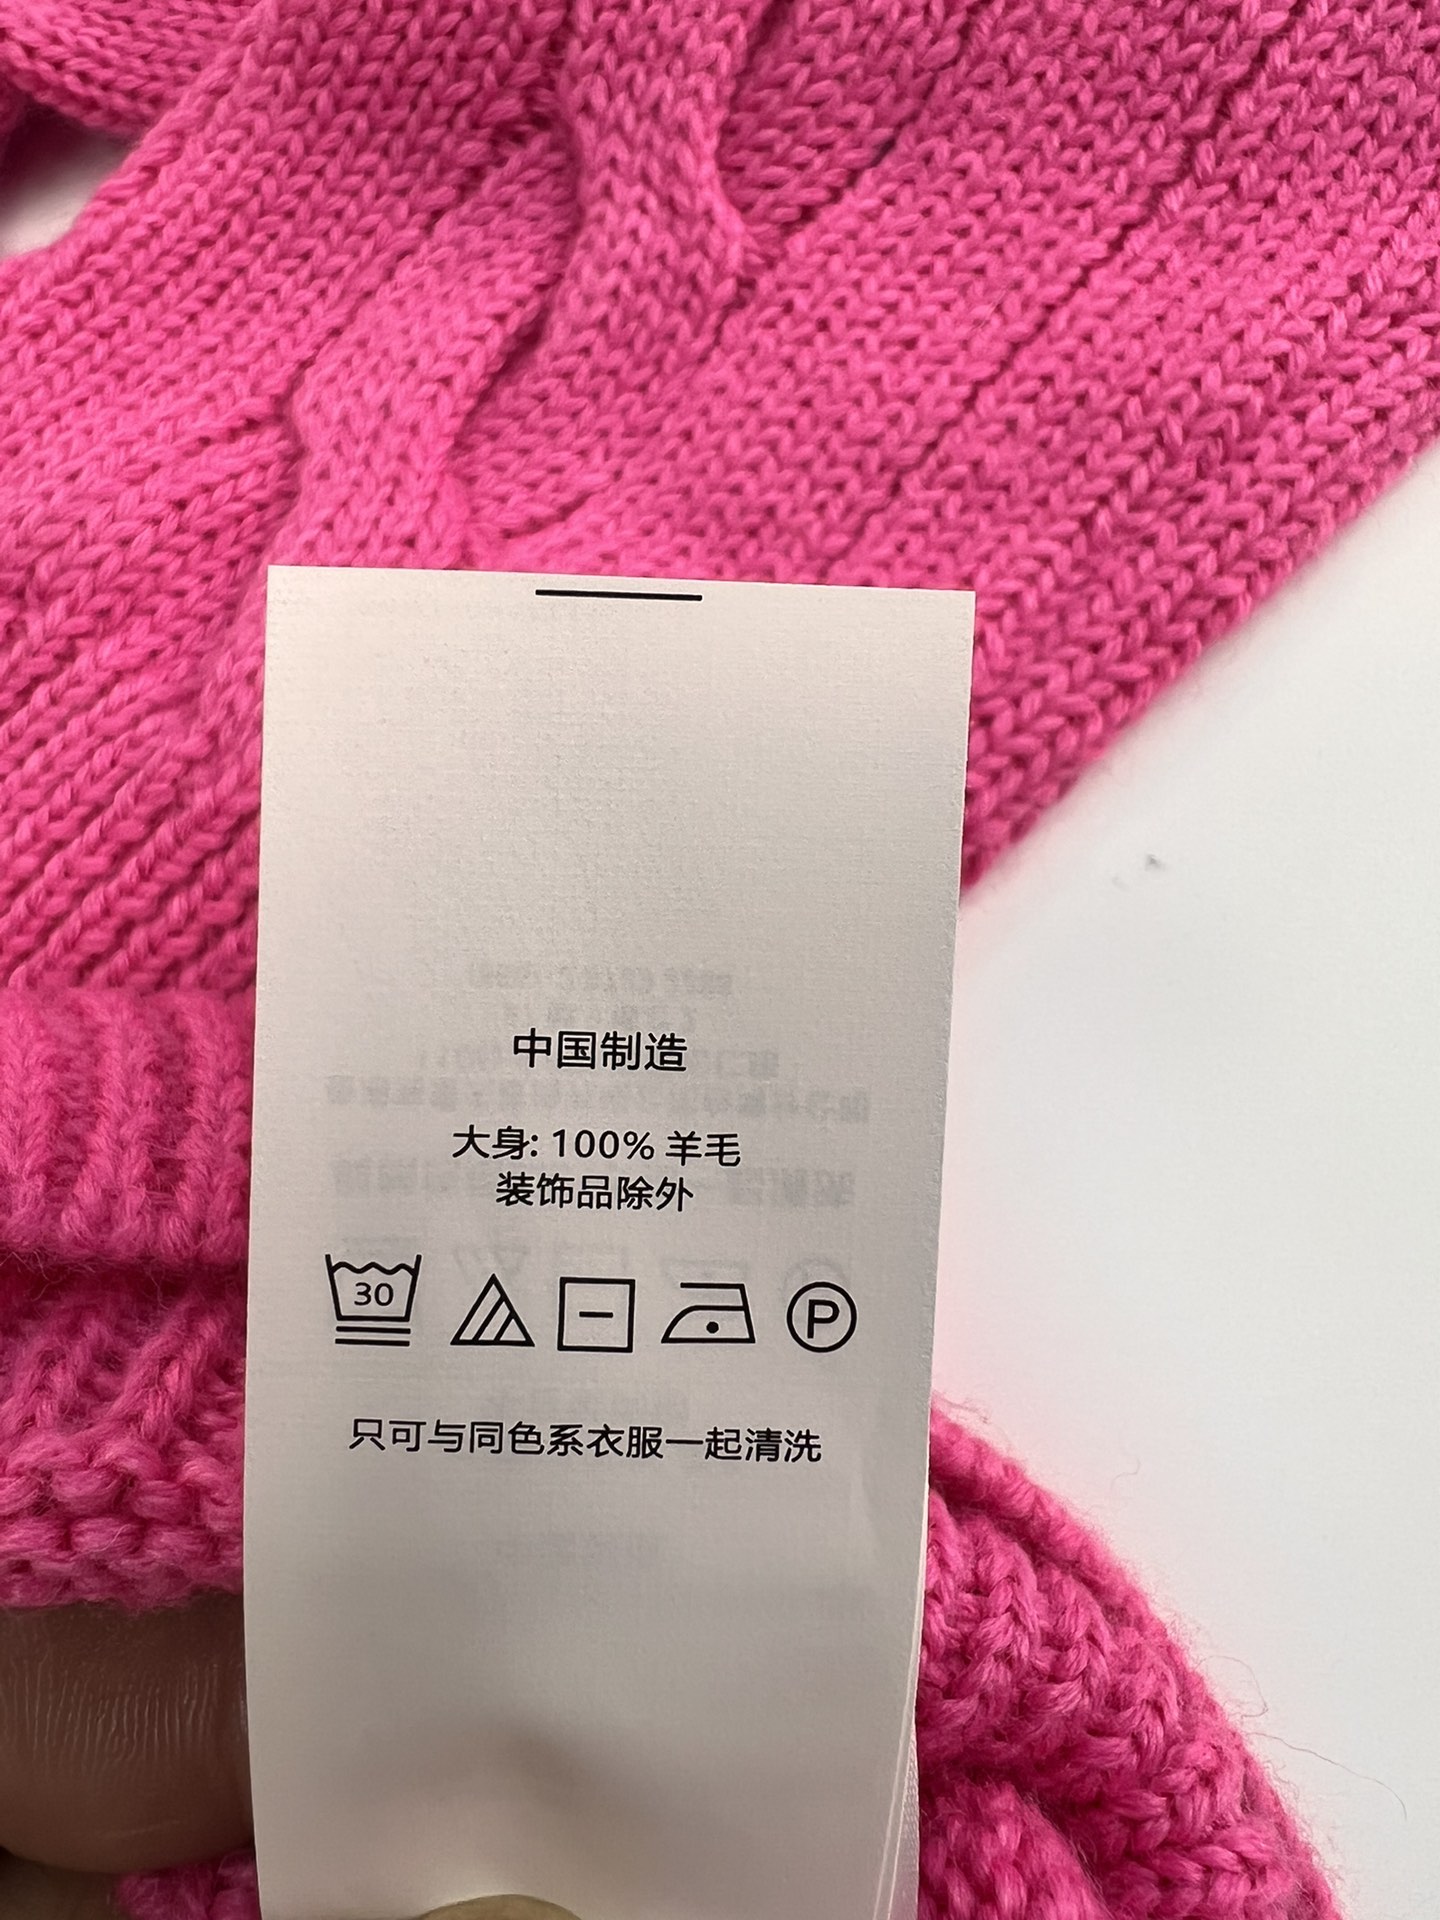 中国制造
大身: 100% 羊毛
装饰品除外
30
P
只可与同色系衣服一起清洗